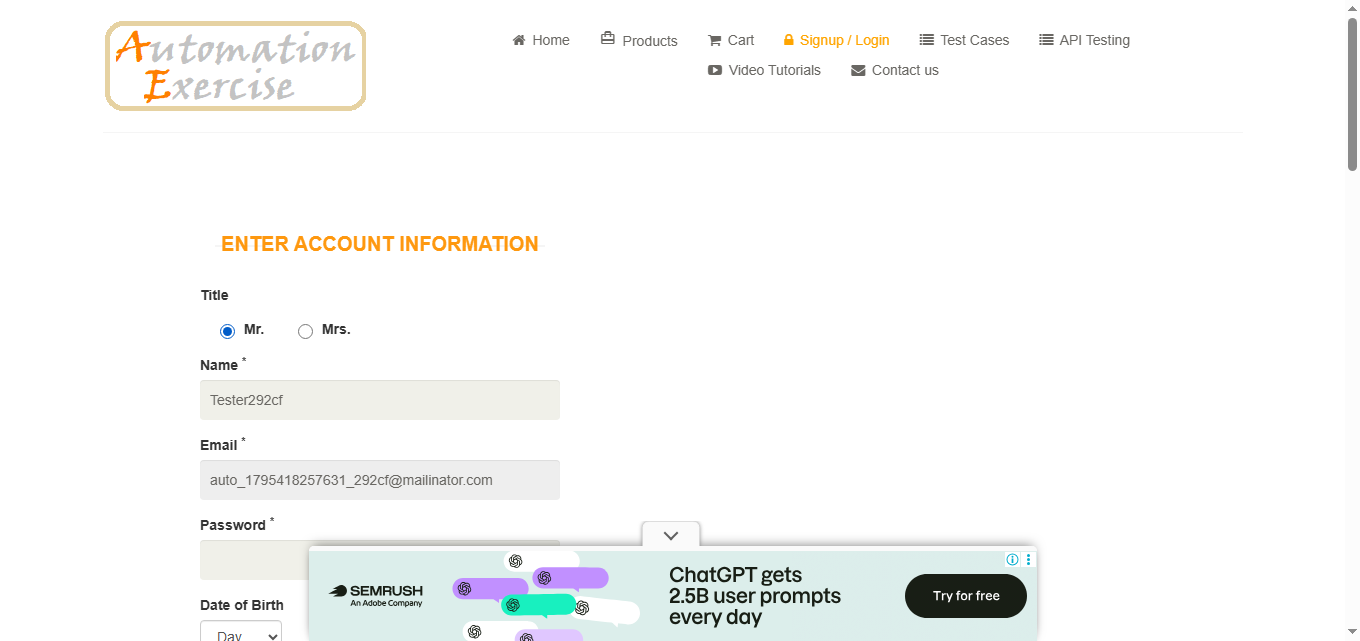 Automation
Exercise
Home
Products
Cart
Signup / Login
Test Cases
API Testing
Video Tutorials
Contact us
ENTER ACCOUNT INFORMATION
Title
Mr.
Mrs.
Name *
Tester292cf
Email *
auto_1795418257631_292cf@mailinator.com
Password *
SEMRUSH
An Adobe Company
ChatGPT gets
2.5B user prompts
every day
Try for free
Date of Birth
Day